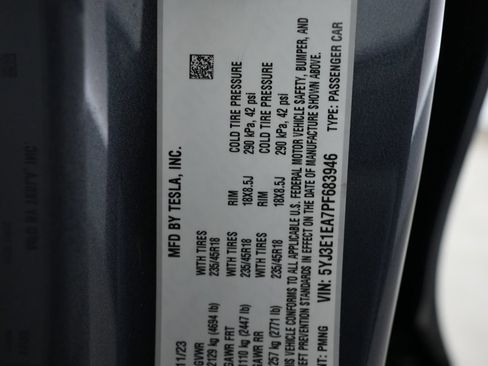 MFD BY TESLA, INC.
11/23
GVWR
2129 kg (4694 lb)
GAWR FRT WITH TIRES RIM COLD TIRE PRESSURE
1110 kg (2447 lb) 235/45R18 18X8.5J 290 kPa, 42 psi
GAWR RR WITH TIRES RIM COLD TIRE PRESSURE
1257 kg (2771 lb) 235/45R18 18X8.5J 290 kPa, 42 psi
THIS VEHICLE CONFORMS TO ALL APPLICABLE U.S. FEDERAL MOTOR VEHICLE SAFETY, BUMPER, AND
THEFT PREVENTION STANDARDS IN EFFECT ON THE DATE OF MANUFACTURE SHOWN ABOVE.
VIN: 5YJ3E1EA7PF683946 TYPE: PASSENGER CAR
PMNG